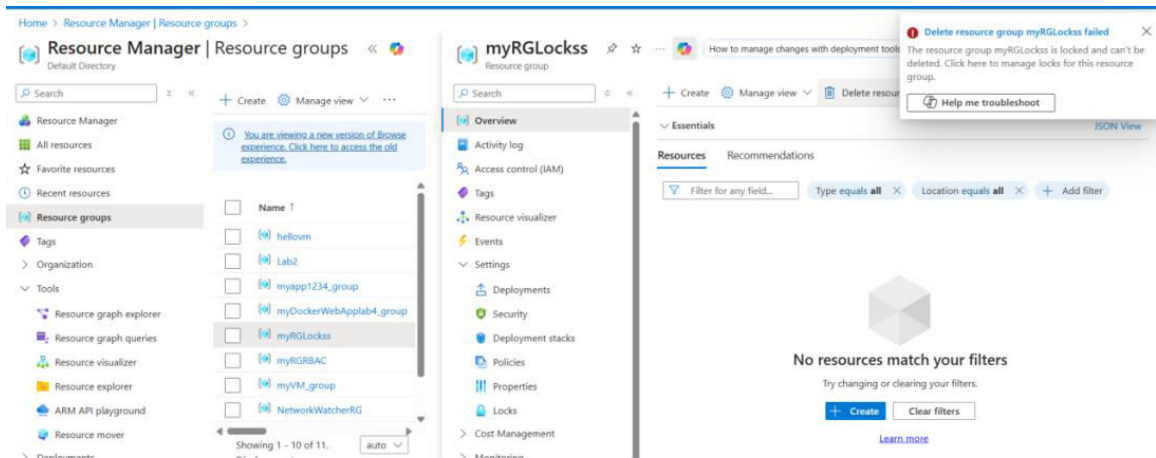 Home > Resource Manager | Resource groups >
Resource Manager | Resource groups
Default Directory
Search
Resource Manager
All resources
Favorite resources
Recent resources
Resource groups
Tags
Organization
Tools
Resource graph explorer
Resource graph queries
Resource visualizer
Resource explorer
ARM API playground
Resource mover
Deployments
+ Create
Manage view
You are viewing a new version of Browse
experience. Click here to access the old
experience.
Name
hellovm
Lab2
myapp1234_group
myDockerWebApplab4_group
myRGLockss
myRGRBAC
myVM_group
NetworkWatcherRG
Showing 1 - 10 of 11.
auto
myRGLockss
Resource group
Search
Overview
Activity log
Access control (IAM)
Tags
Resource visualizer
Events
Settings
Deployments
Security
Deployment stacks
Policies
Properties
Locks
Cost Management
Monitoring
How to manage changes with deployment tools
+ Create
Manage view
Delete resour
Essentials
JSON View
Resources
Recommendations
Filter for any field...
Type equals all
Location equals all
+ Add filter
No resources match your filters
Try changing or clearing your filters.
+ Create
Clear filters
Learn more
Delete resource group myRGLockss failed
The resource group myRGLockss is locked and can't be
deleted. Click here to manage locks for this resource
group.
Help me troubleshoot